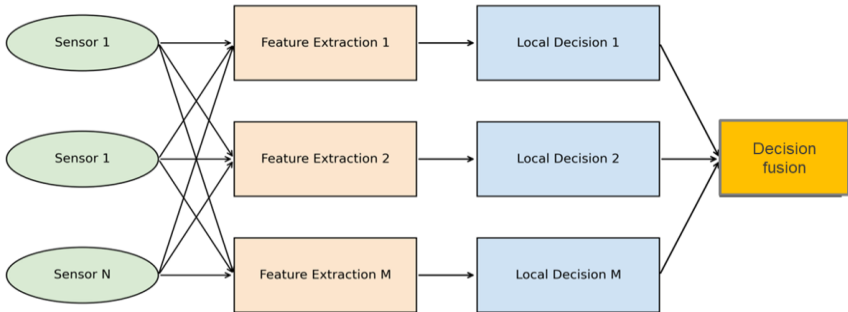 Sensor 1
Feature Extraction 1
Local Decision 1
Sensor 1
Feature Extraction 2
Local Decision 2
Decision
fusion
Sensor N
Feature Extraction M
Local Decision M